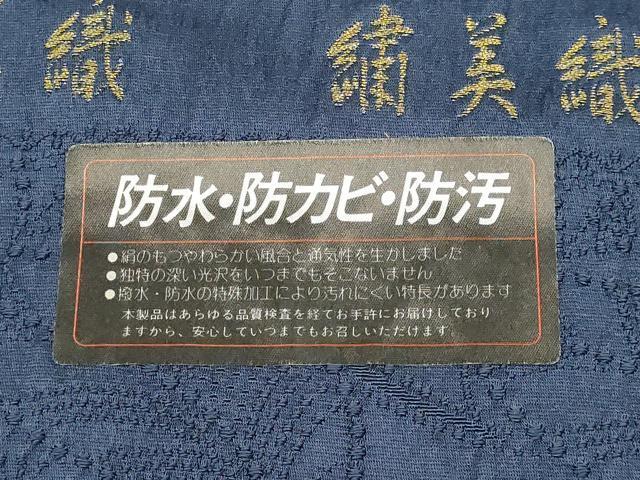 織 繍美織
防水・防カビ・防汚
●絹のもつやわらかい風合と通気性を生かしました
●独特の深い光沢をいつまでもそこないません
●撥水・防水の特殊加工により汚れにくい特長があります
本製品はあらゆる品質検査を経てお手許にお届けしており
ますから、安心していつまでもお召しいただけます。